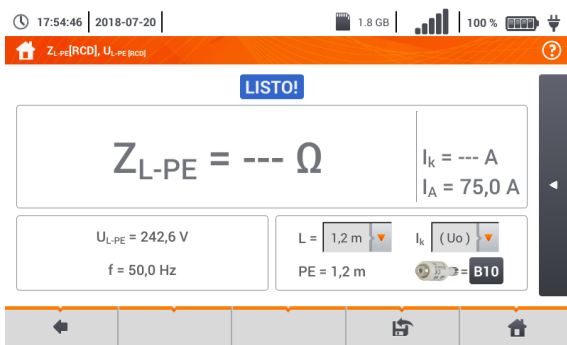 17:54:46 2018-07-20 1.8 GB 100 %
ZL-PE[RCD], UL-PE [RCD] ?
LISTO!
ZL-PE = --- Ω
Ik = --- A
IA = 75,0 A
UL-PE = 242,6 V
f = 50,0 Hz
L = 1,2 m Ik ( Uo )
PE = 1,2 m = B10